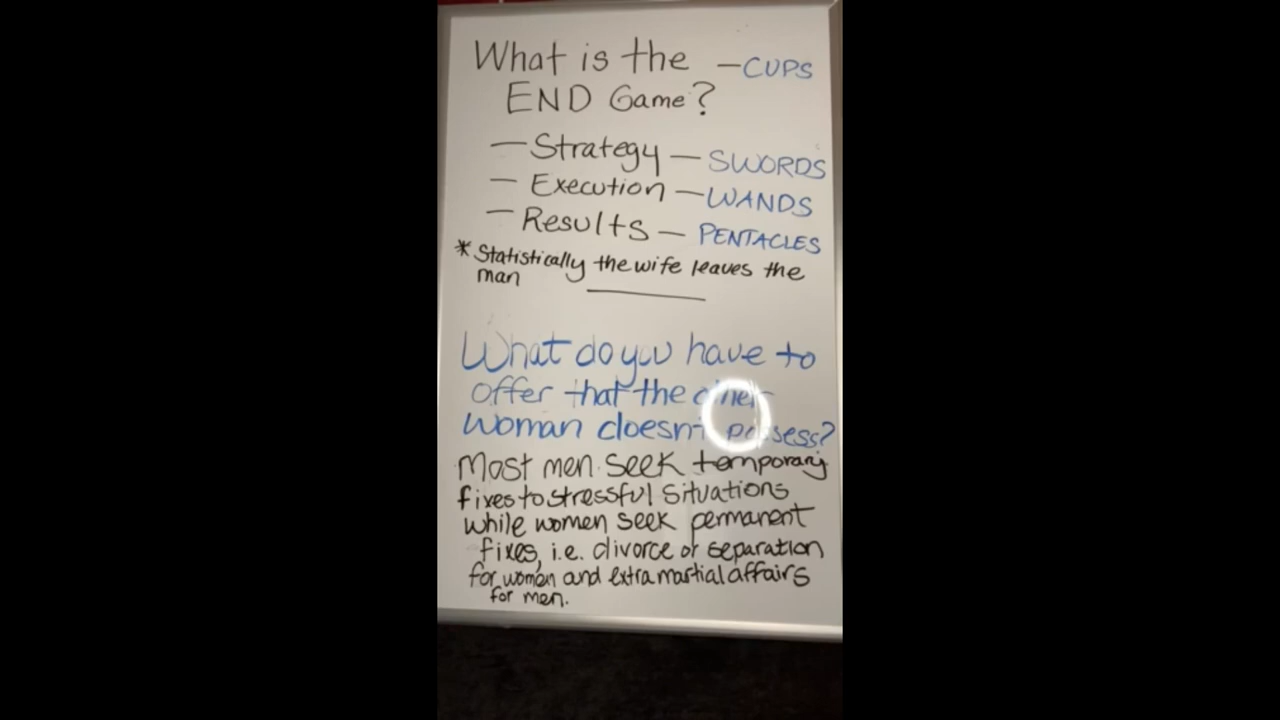 What is the — CUPS
END Game?
— Strategy — SWORDS
— Execution — WANDS
— Results — PENTACLES
* Statistically the wife leaves the
man
What do you have to
offer that the other
woman doesn't possess?
Most men seek temporary
fixes to stressful situations
while women seek permanent
fixes, i.e. divorce or separation
for women and extra martial affairs
for men.